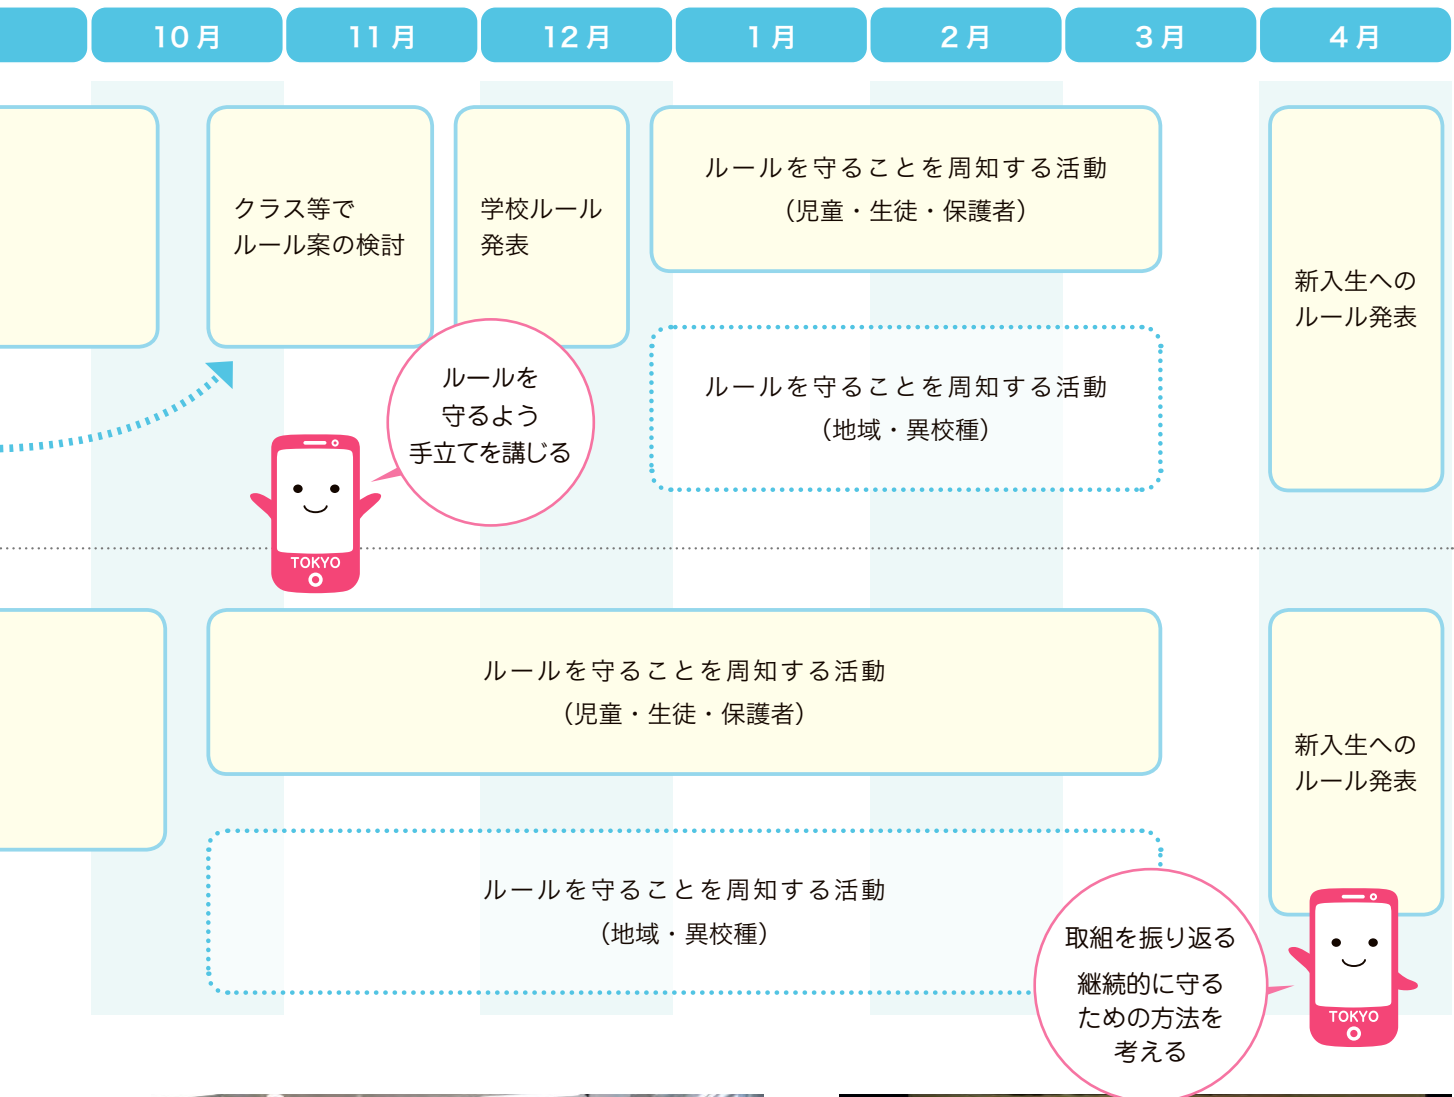 10月
11月
12月
1月
2月
3月
4月
クラス等で
ルール案の検討
学校ルール
発表
ルールを守ることを周知する活動
（児童・生徒・保護者）
ルールを守ることを周知する活動
（地域・異校種）
新入生への
ルール発表
ルールを
守るよう
手立てを講じる
TOKYO
ルールを守ることを周知する活動
（児童・生徒・保護者）
ルールを守ることを周知する活動
（地域・異校種）
新入生への
ルール発表
取組を振り返る
継続的に守る
ための方法を
考える
TOKYO